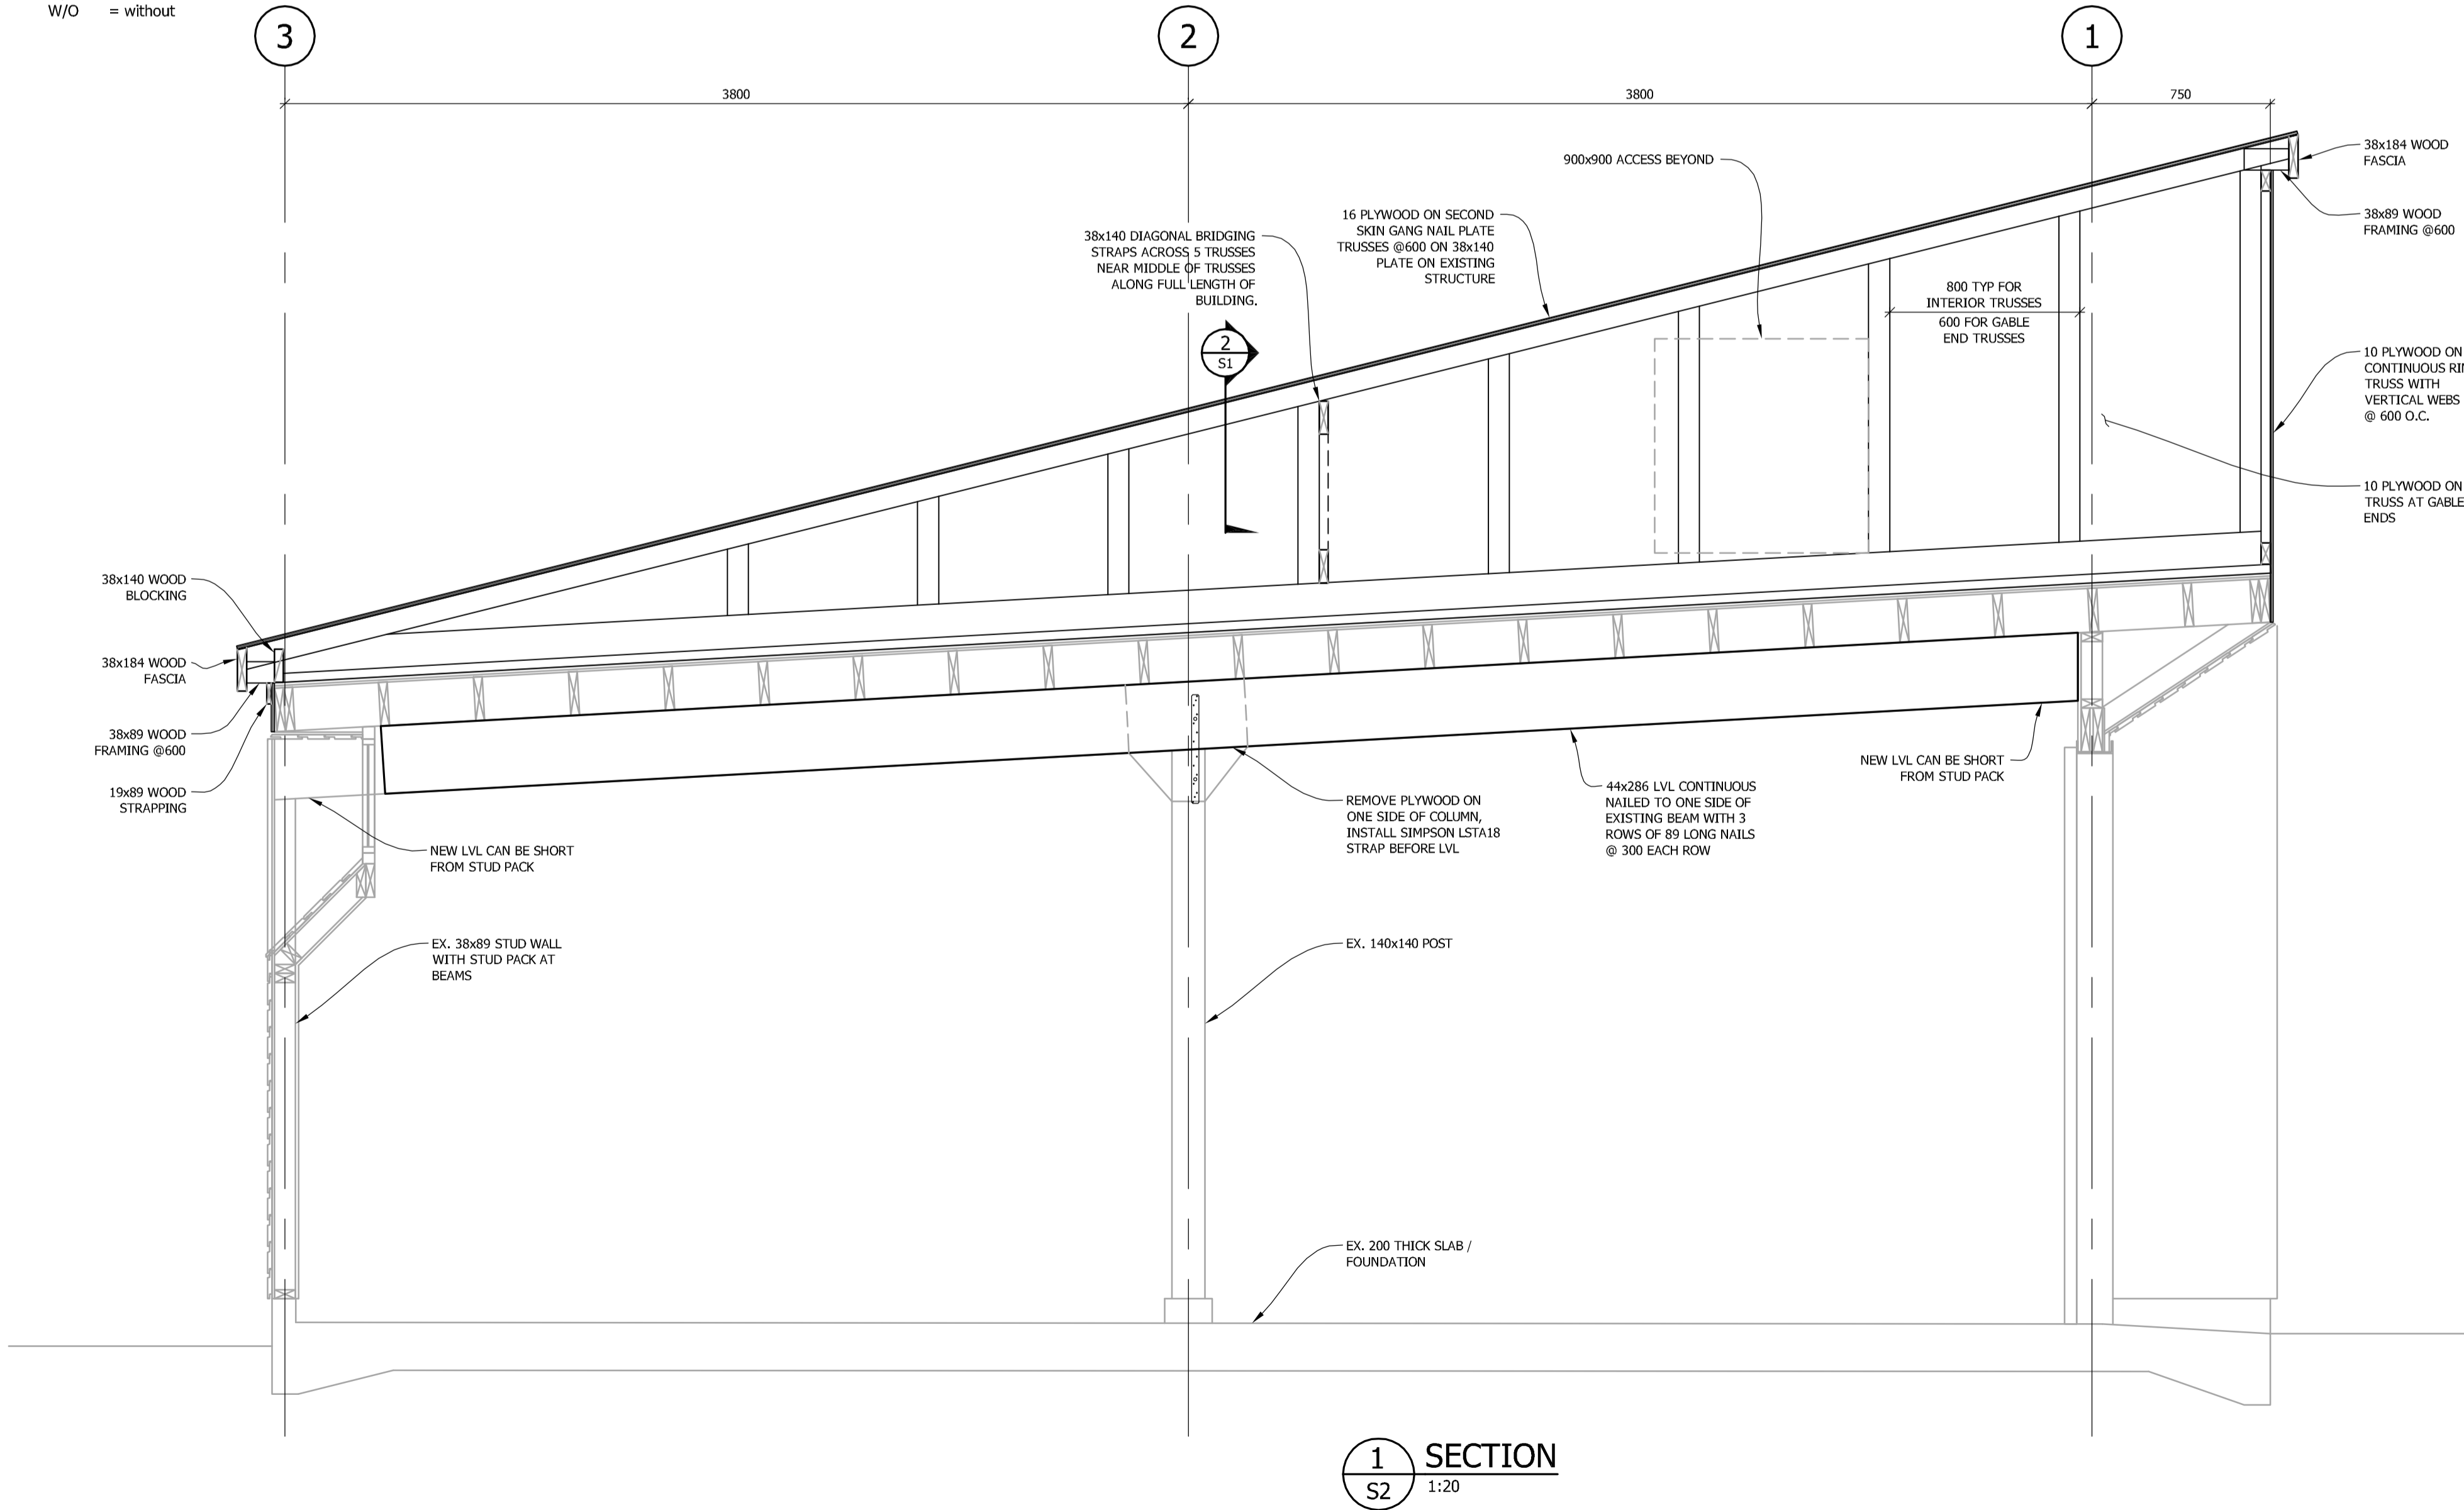 W/O = without
3
2
1
3800
3800
750
900x900 ACCESS BEYOND
38x184 WOOD
FASCIA
38x89 WOOD
FRAMING @600
16 PLYWOOD ON SECOND
SKIN GANG NAIL PLATE
TRUSSES @600 ON 38x140
PLATE ON EXISTING
STRUCTURE
38x140 DIAGONAL BRIDGING
STRAPS ACROSS 5 TRUSSES
NEAR MIDDLE OF TRUSSES
ALONG FULL LENGTH OF
BUILDING.
2
S1
800 TYP FOR
INTERIOR TRUSSES
600 FOR GABLE
END TRUSSES
10 PLYWOOD ON
CONTINUOUS RI
TRUSS WITH
VERTICAL WEBS
@ 600 O.C.
10 PLYWOOD ON
TRUSS AT GABLE
ENDS
38x140 WOOD
BLOCKING
38x184 WOOD
FASCIA
38x89 WOOD
FRAMING @600
19x89 WOOD
STRAPPING
NEW LVL CAN BE SHORT
FROM STUD PACK
NEW LVL CAN BE SHORT
FROM STUD PACK
REMOVE PLYWOOD ON
ONE SIDE OF COLUMN,
INSTALL SIMPSON LSTA18
STRAP BEFORE LVL
44x286 LVL CONTINUOUS
NAILED TO ONE SIDE OF
EXISTING BEAM WITH 3
ROWS OF 89 LONG NAILS
@ 300 EACH ROW
EX. 38x89 STUD WALL
WITH STUD PACK AT
BEAMS
EX. 140x140 POST
EX. 200 THICK SLAB /
FOUNDATION
1
S2
SECTION
1:20